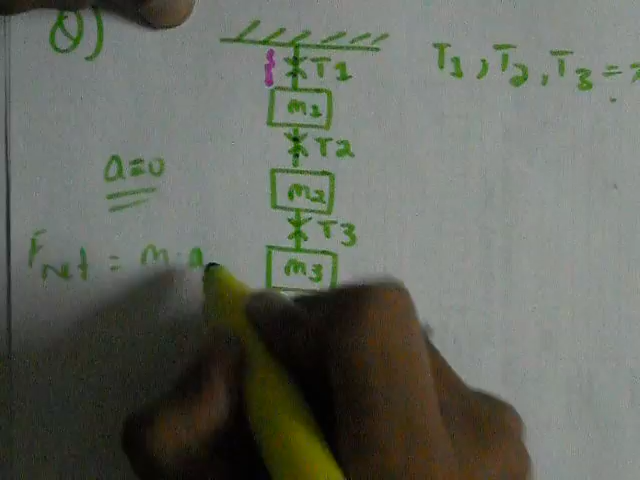 Q)
T1
T1, T2, T3 = ?
m1
T2
a=0
m2
T3
Fnet = m.a
m3